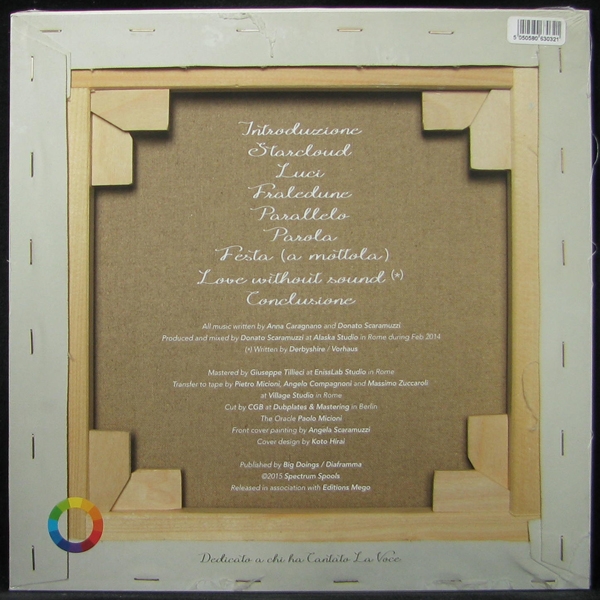 5 050580 630321
Introduzione
Starcloud
Luci
Fraledune
Parallelo
Parola
Festa (a mottola)
Love without sound (*)
Conclusione
All music written by Anna Caragnano and Donato Scaramuzzi
Produced and mixed by Donato Scaramuzzi at Alaska Studio in Rome during Feb 2014
(*) Written by Derbyshire / Vorhaus
Mastered by Giuseppe Tillieci at EnissLab Studio in Rome
Transfer to tape by Pietro Micioni, Angelo Compagnoni and Massimo Zuccaroli
at Village Studio in Rome
Cut by CGB at Dubplates & Mastering in Berlin
The Oracle Paolo Micioni
Front cover painting by Angela Scaramuzzi
Cover design by Koto Hirai
Published by Big Doings / Diaframma
©2015 Spectrum Spools
Released in association with Editions Mego
Dedicato a chi ha Cantato La Voce